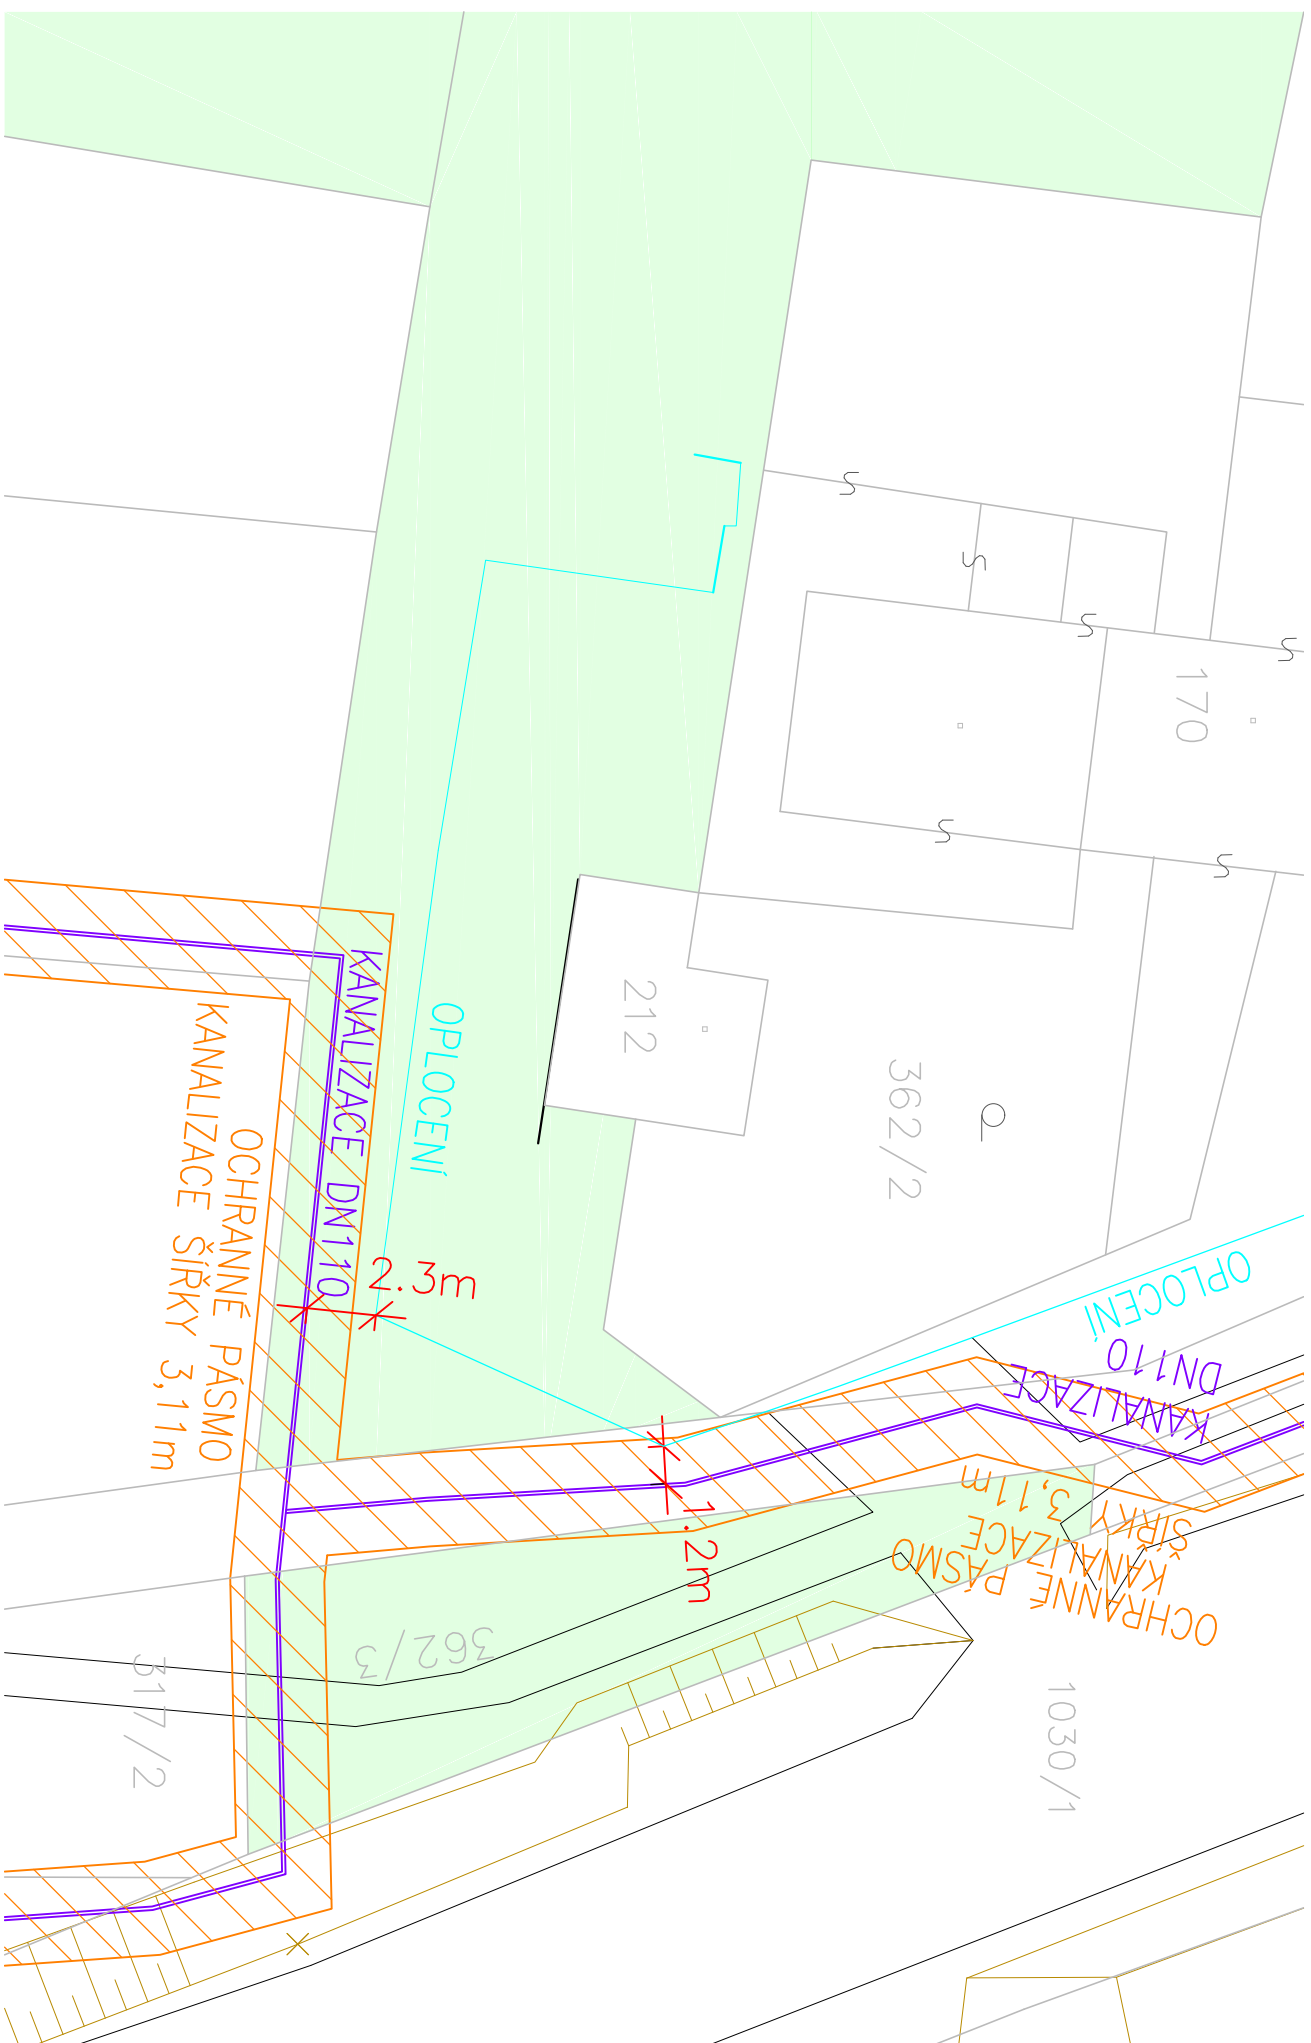 170
212
362/2
OPLOCENÍ
KANALIZACE DN110
OCHRANNÉ PÁSMO
KANALIZACE ŠÍŘKY 3,11m
2.3m
OPLOCENÍ
KANALIZACE
DN110
1.2m
OCHRANNÉ PÁSMO
KANALIZACE
ŠÍŘKY 3,11m
362/3
317/2
1030/1